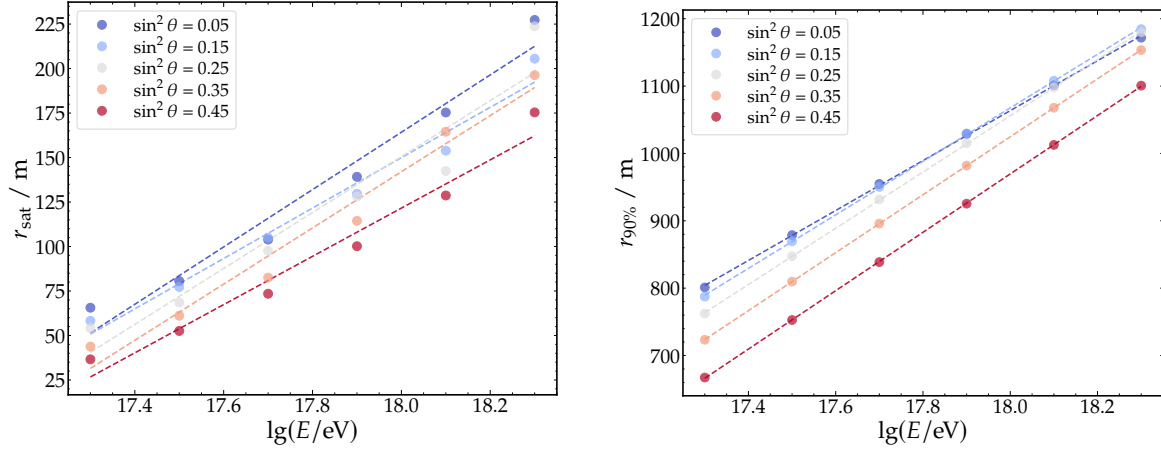 225
200
175
150
125
100
75
50
25
r_sat / m
sin² θ = 0.05
sin² θ = 0.15
sin² θ = 0.25
sin² θ = 0.35
sin² θ = 0.45
17.4 17.6 17.8 18.0 18.2
lg(E/eV)
1200
1100
1000
900
800
700
r_90% / m
sin² θ = 0.05
sin² θ = 0.15
sin² θ = 0.25
sin² θ = 0.35
sin² θ = 0.45
17.4 17.6 17.8 18.0 18.2
lg(E/eV)